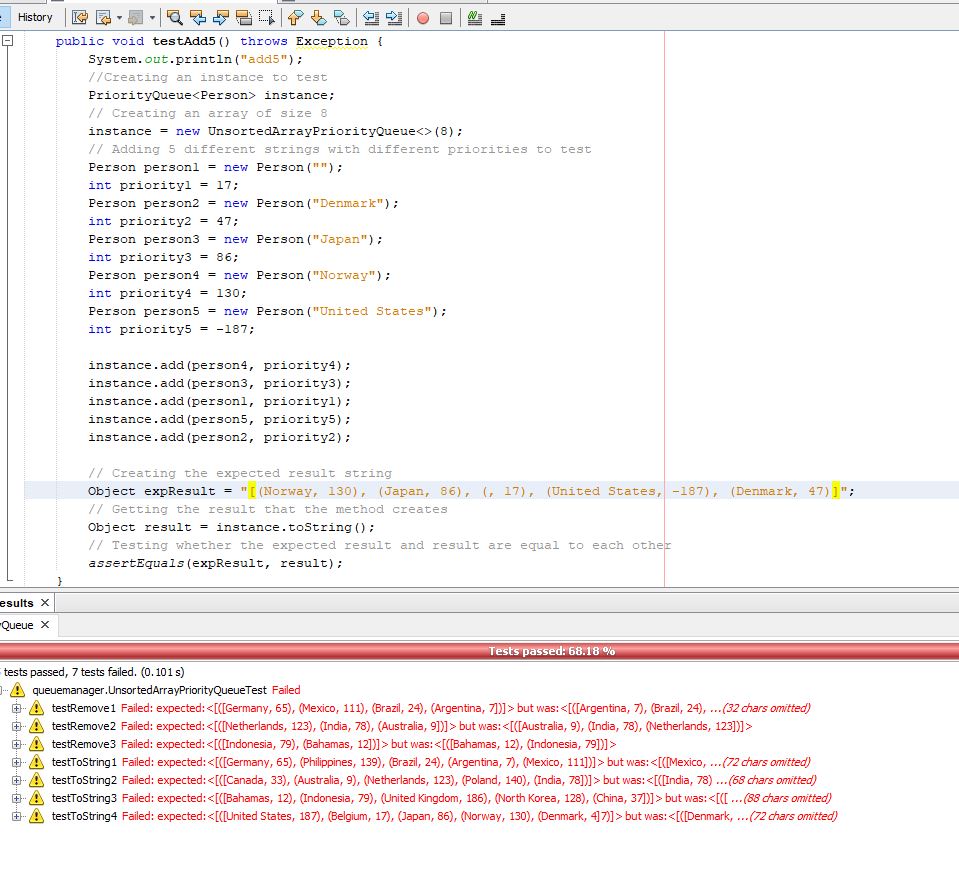 History
public void testAdd5() throws Exception {
System.out.println("add5");
//Creating an instance to test
PriorityQueue<Person> instance;
// Creating an array of size 8
instance = new UnsortedArrayPriorityQueue<>(8);
// Adding 5 different strings with different priorities to test
Person person1 = new Person("");
int priority1 = 17;
Person person2 = new Person("Denmark");
int priority2 = 47;
Person person3 = new Person("Japan");
int priority3 = 86;
Person person4 = new Person("Norway");
int priority4 = 130;
Person person5 = new Person("United States");
int priority5 = -187;
instance.add(person4, priority4);
instance.add(person3, priority3);
instance.add(person1, priority1);
instance.add(person5, priority5);
instance.add(person2, priority2);
// Creating the expected result string
Object expResult = "[(Norway, 130), (Japan, 86), (, 17), (United States, -187), (Denmark, 47)]";
// Getting the result that the method creates
Object result = instance.toString();
// Testing whether the expected result and result are equal to each other
assertEquals(expResult, result);
}
esults
yQueue
Tests passed: 68.18 %
tests passed, 7 tests failed. (0.101 s)
queuemanager.UnsortedArrayPriorityQueueTest Failed
testRemove1 Failed: expected:<[([Germany, 65), (Mexico, 111), (Brazil, 24), (Argentina, 7])]> but was:<[([Argentina, 7), (Brazil, 24), ...(32 chars omitted)
testRemove2 Failed: expected:<[([Netherlands, 123), (India, 78), (Australia, 9])]> but was:<[([Australia, 9), (India, 78), (Netherlands, 123])]>
testRemove3 Failed: expected:<[([Indonesia, 79), (Bahamas, 12])]> but was:<[([Bahamas, 12), (Indonesia, 79])]>
testToString1 Failed: expected:<[([Germany, 65), (Philippines, 139), (Brazil, 24), (Argentina, 7), (Mexico, 111])]> but was:<[([Mexico, ...(72 chars omitted)
testToString2 Failed: expected:<[([Canada, 33), (Australia, 9), (Netherlands, 123), (Poland, 140), (India, 78])]> but was:<[([India, 78) ...(68 chars omitted)
testToString3 Failed: expected:<[([Bahamas, 12), (Indonesia, 79), (United Kingdom, 186), (North Korea, 128), (China, 37])]> but was:<[([ ...(88 chars omitted)
testToString4 Failed: expected:<[([United States, 187), (Belgium, 17), (Japan, 86), (Norway, 130), (Denmark, 4]7)]> but was:<[([Denmark, ...(72 chars omitted)